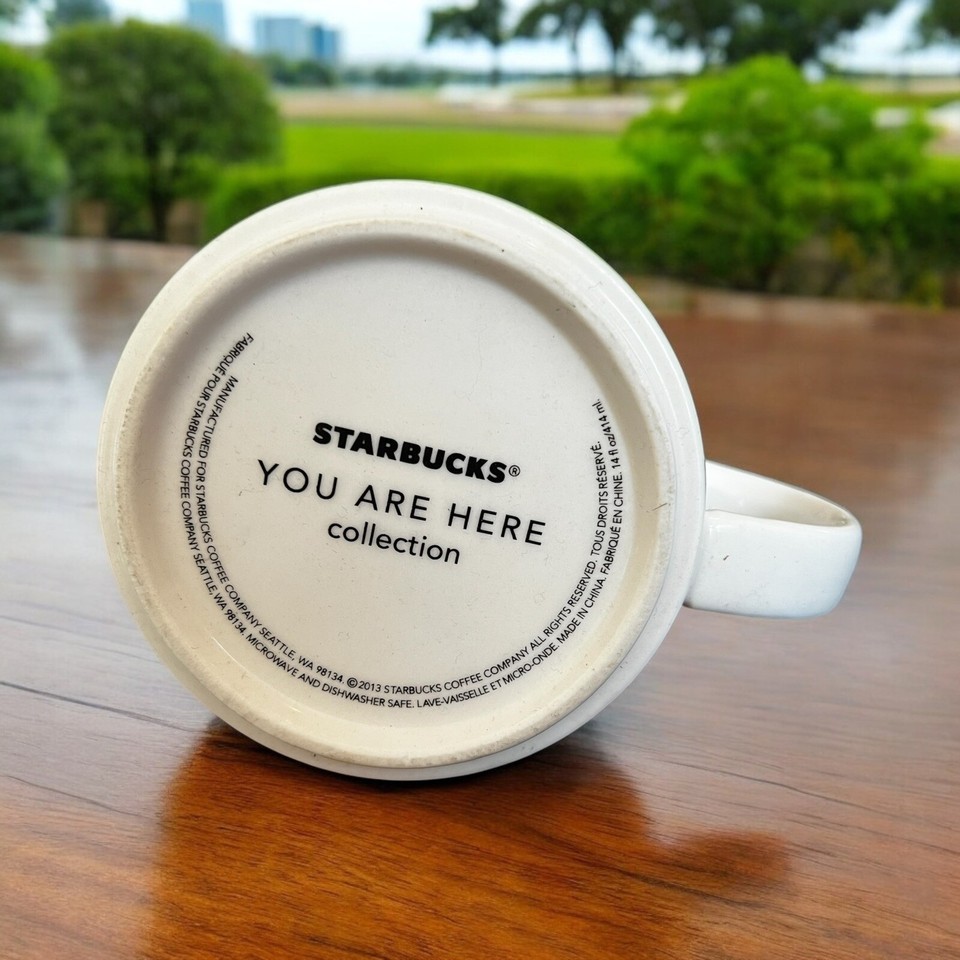 STARBUCKS®
YOU ARE HERE
collection
MANUFACTURED FOR STARBUCKS COFFEE COMPANY SEATTLE, WA 98134. ©2013 STARBUCKS COFFEE COMPANY ALL RIGHTS RESERVED. TOUS DROITS RÉSERVÉ.
FABRIQUÉ POUR STARBUCKS COFFEE COMPANY SEATTLE, WA 98134. MICROWAVE AND DISHWASHER SAFE. LAVE-VAISSELLE ET MICRO-ONDE. MADE IN CHINA. FABRIQUÉ EN CHINE. 14 fl oz/414 ml.